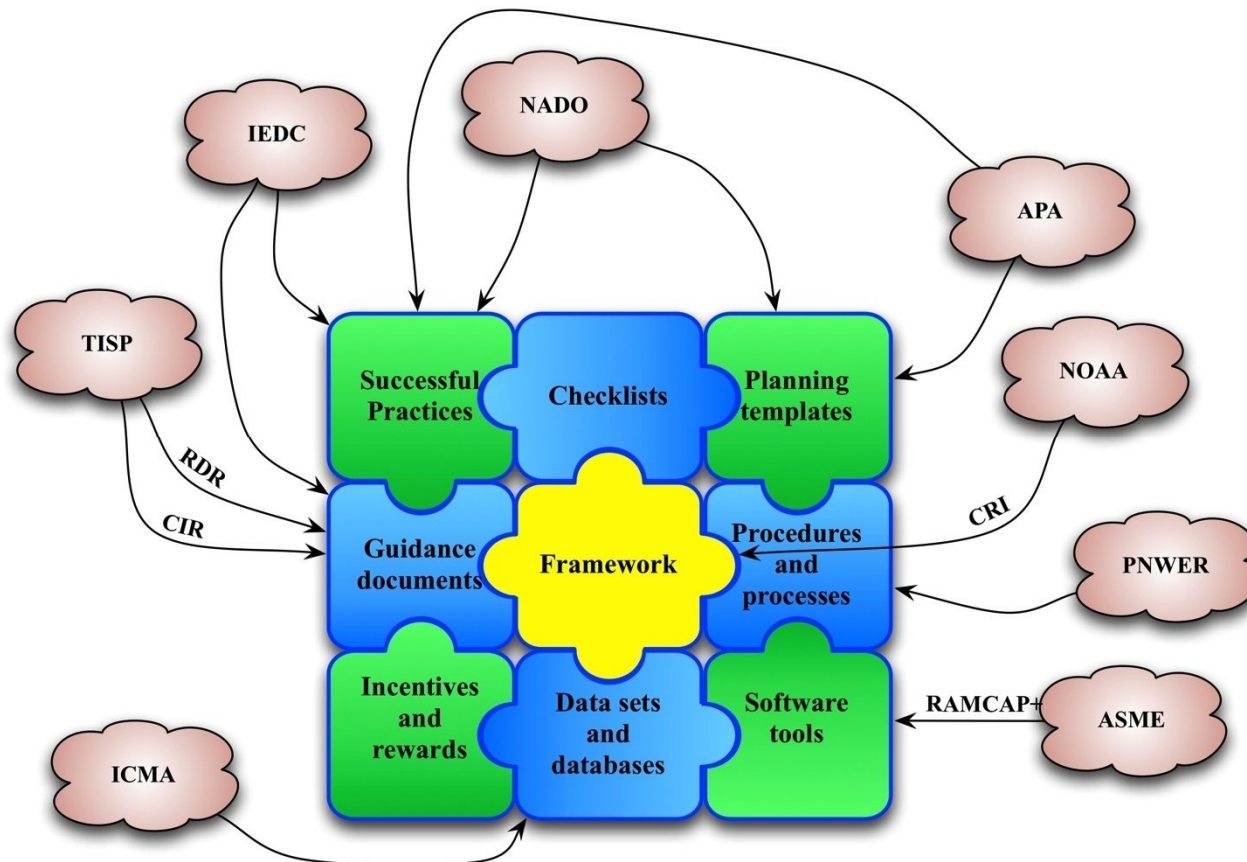 NADO
IEDC
APA
TISP
NOAA
Successful
Practices
Checklists
Planning
templates
RDR
CIR
CRI
Guidance
documents
Framework
Procedures
and
processes
PNWER
Incentives
and
rewards
Data sets
and
databases
Software
tools
RAMCAP+
ASME
ICMA